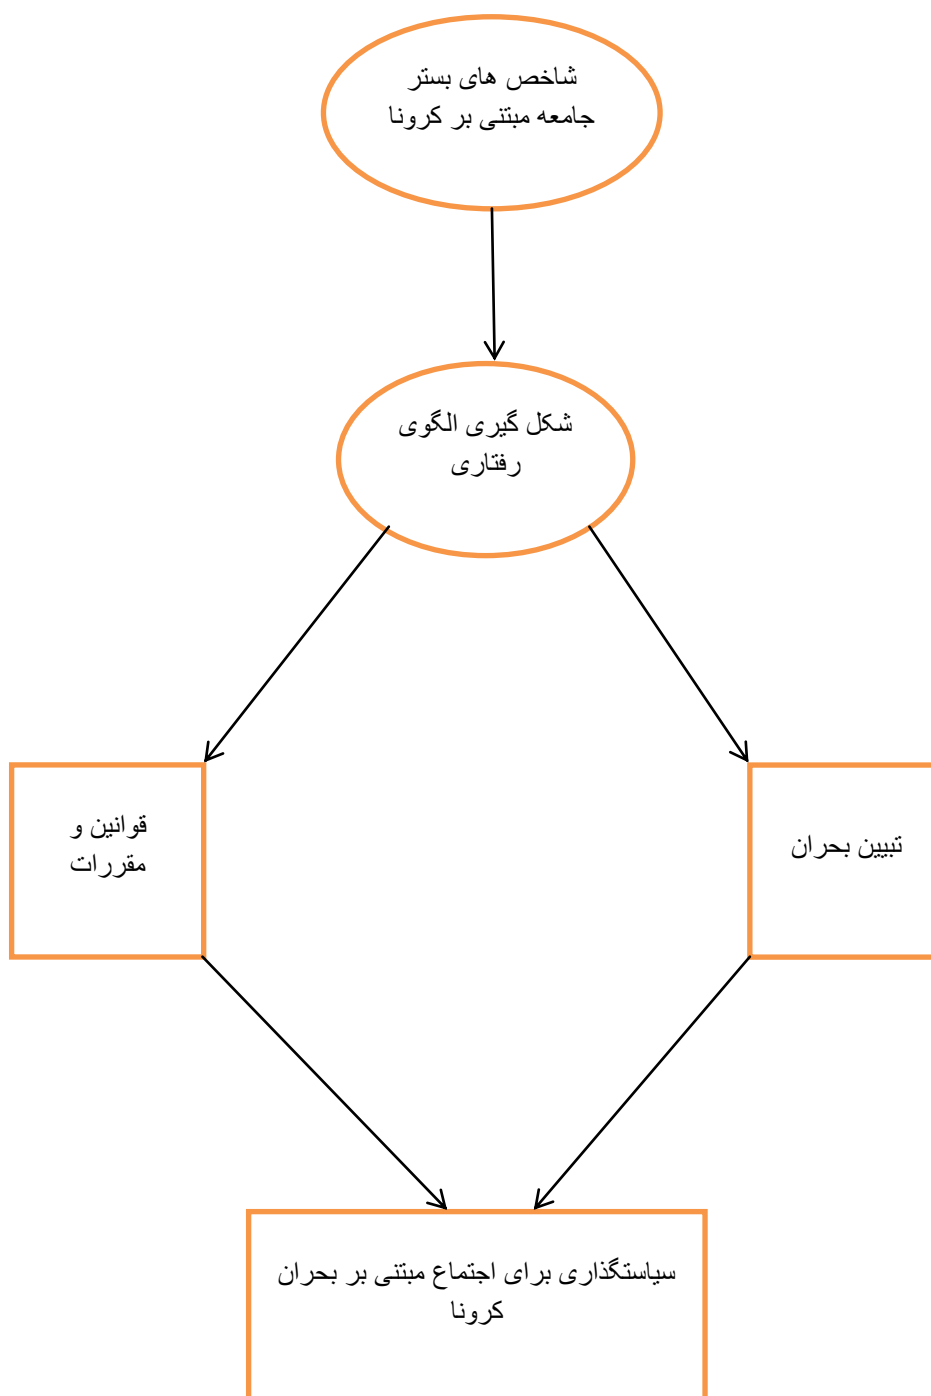 شاخص های بستر
جامعه مبتنی بر کرونا
شکل گیری الگوی
رفتاری
تبیین بحران
قوانین و
مقررات
سیاستگذاری برای اجتماع مبتنی بر بحران
کرونا